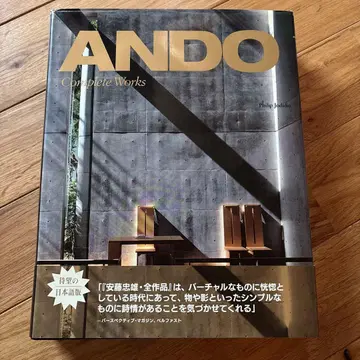 ANDO
Complete Works
Philip Jodidio
待望の
日本語版
「『安藤忠雄・全作品』は、バーチャルなものに恍惚と
している時代にあって、物や影といったシンプルな
ものに詩情があることを気づかせてくれる」
—パースペクティブ・マガジン、ベルファスト